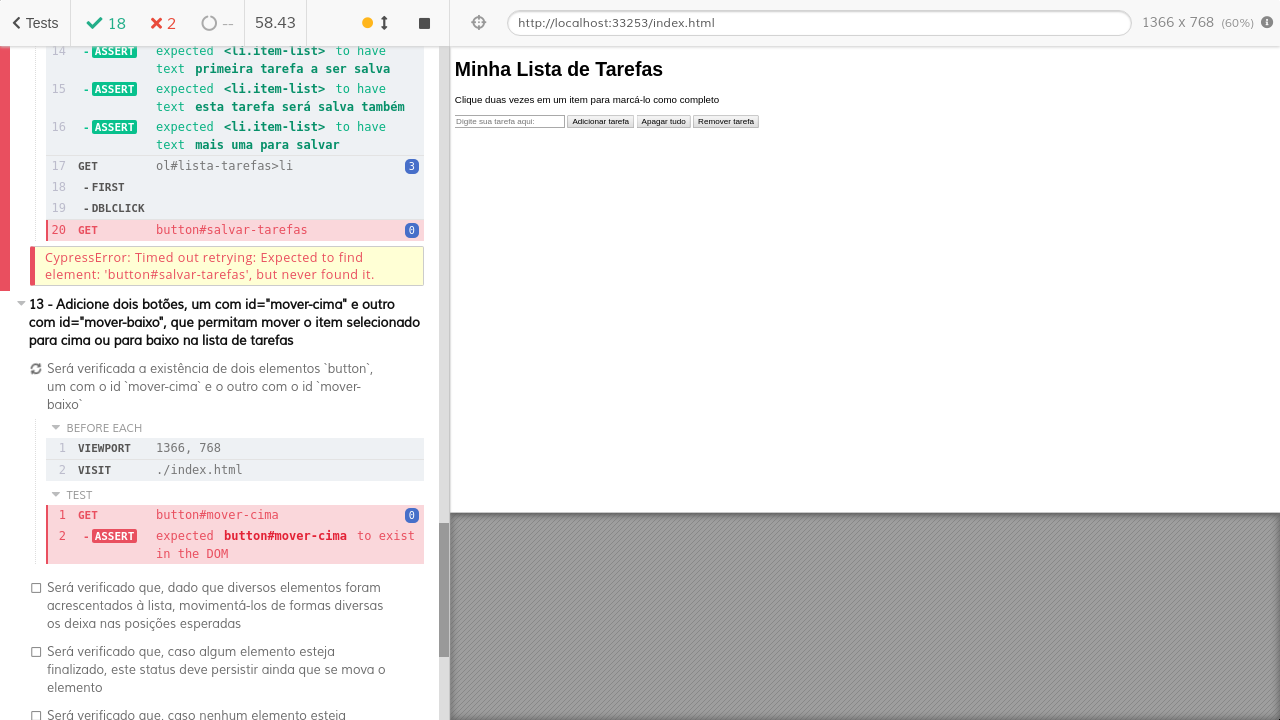 Tests 18 2 -- 58.43 http://localhost:33253/index.html 1366 x 768 (60%)
14 - ASSERT expected <li.item-list> to have
text primeira tarefa a ser salva
15 - ASSERT expected <li.item-list> to have
text esta tarefa será salva também
16 - ASSERT expected <li.item-list> to have
text mais uma para salvar
17 GET ol#lista-tarefas>li 3
18 - FIRST
19 - DBLCLICK
20 GET button#salvar-tarefas 0
CypressError: Timed out retrying: Expected to find
element: 'button#salvar-tarefas', but never found it.
13 - Adicione dois botões, um com id="mover-cima" e outro
com id="mover-baixo", que permitam mover o item selecionado
para cima ou para baixo na lista de tarefas
Será verificada a existência de dois elementos `button`,
um com o id `mover-cima` e o outro com o id `mover-
baixo`
BEFORE EACH
1 VIEWPORT 1366, 768
2 VISIT ./index.html
TEST
1 GET button#mover-cima 0
2 - ASSERT expected button#mover-cima to exist
in the DOM
Será verificado que, dado que diversos elementos foram
acrescentados à lista, movimentá-los de formas diversas
os deixa nas posições esperadas
Será verificado que, caso algum elemento esteja
finalizado, este status deve persistir ainda que se mova o
elemento
Será verificado que, caso nenhum elemento esteja
Minha Lista de Tarefas
Clique duas vezes em um item para marcá-lo como completo
Digite sua tarefa aqui: Adicionar tarefa Apagar tudo Remover tarefa